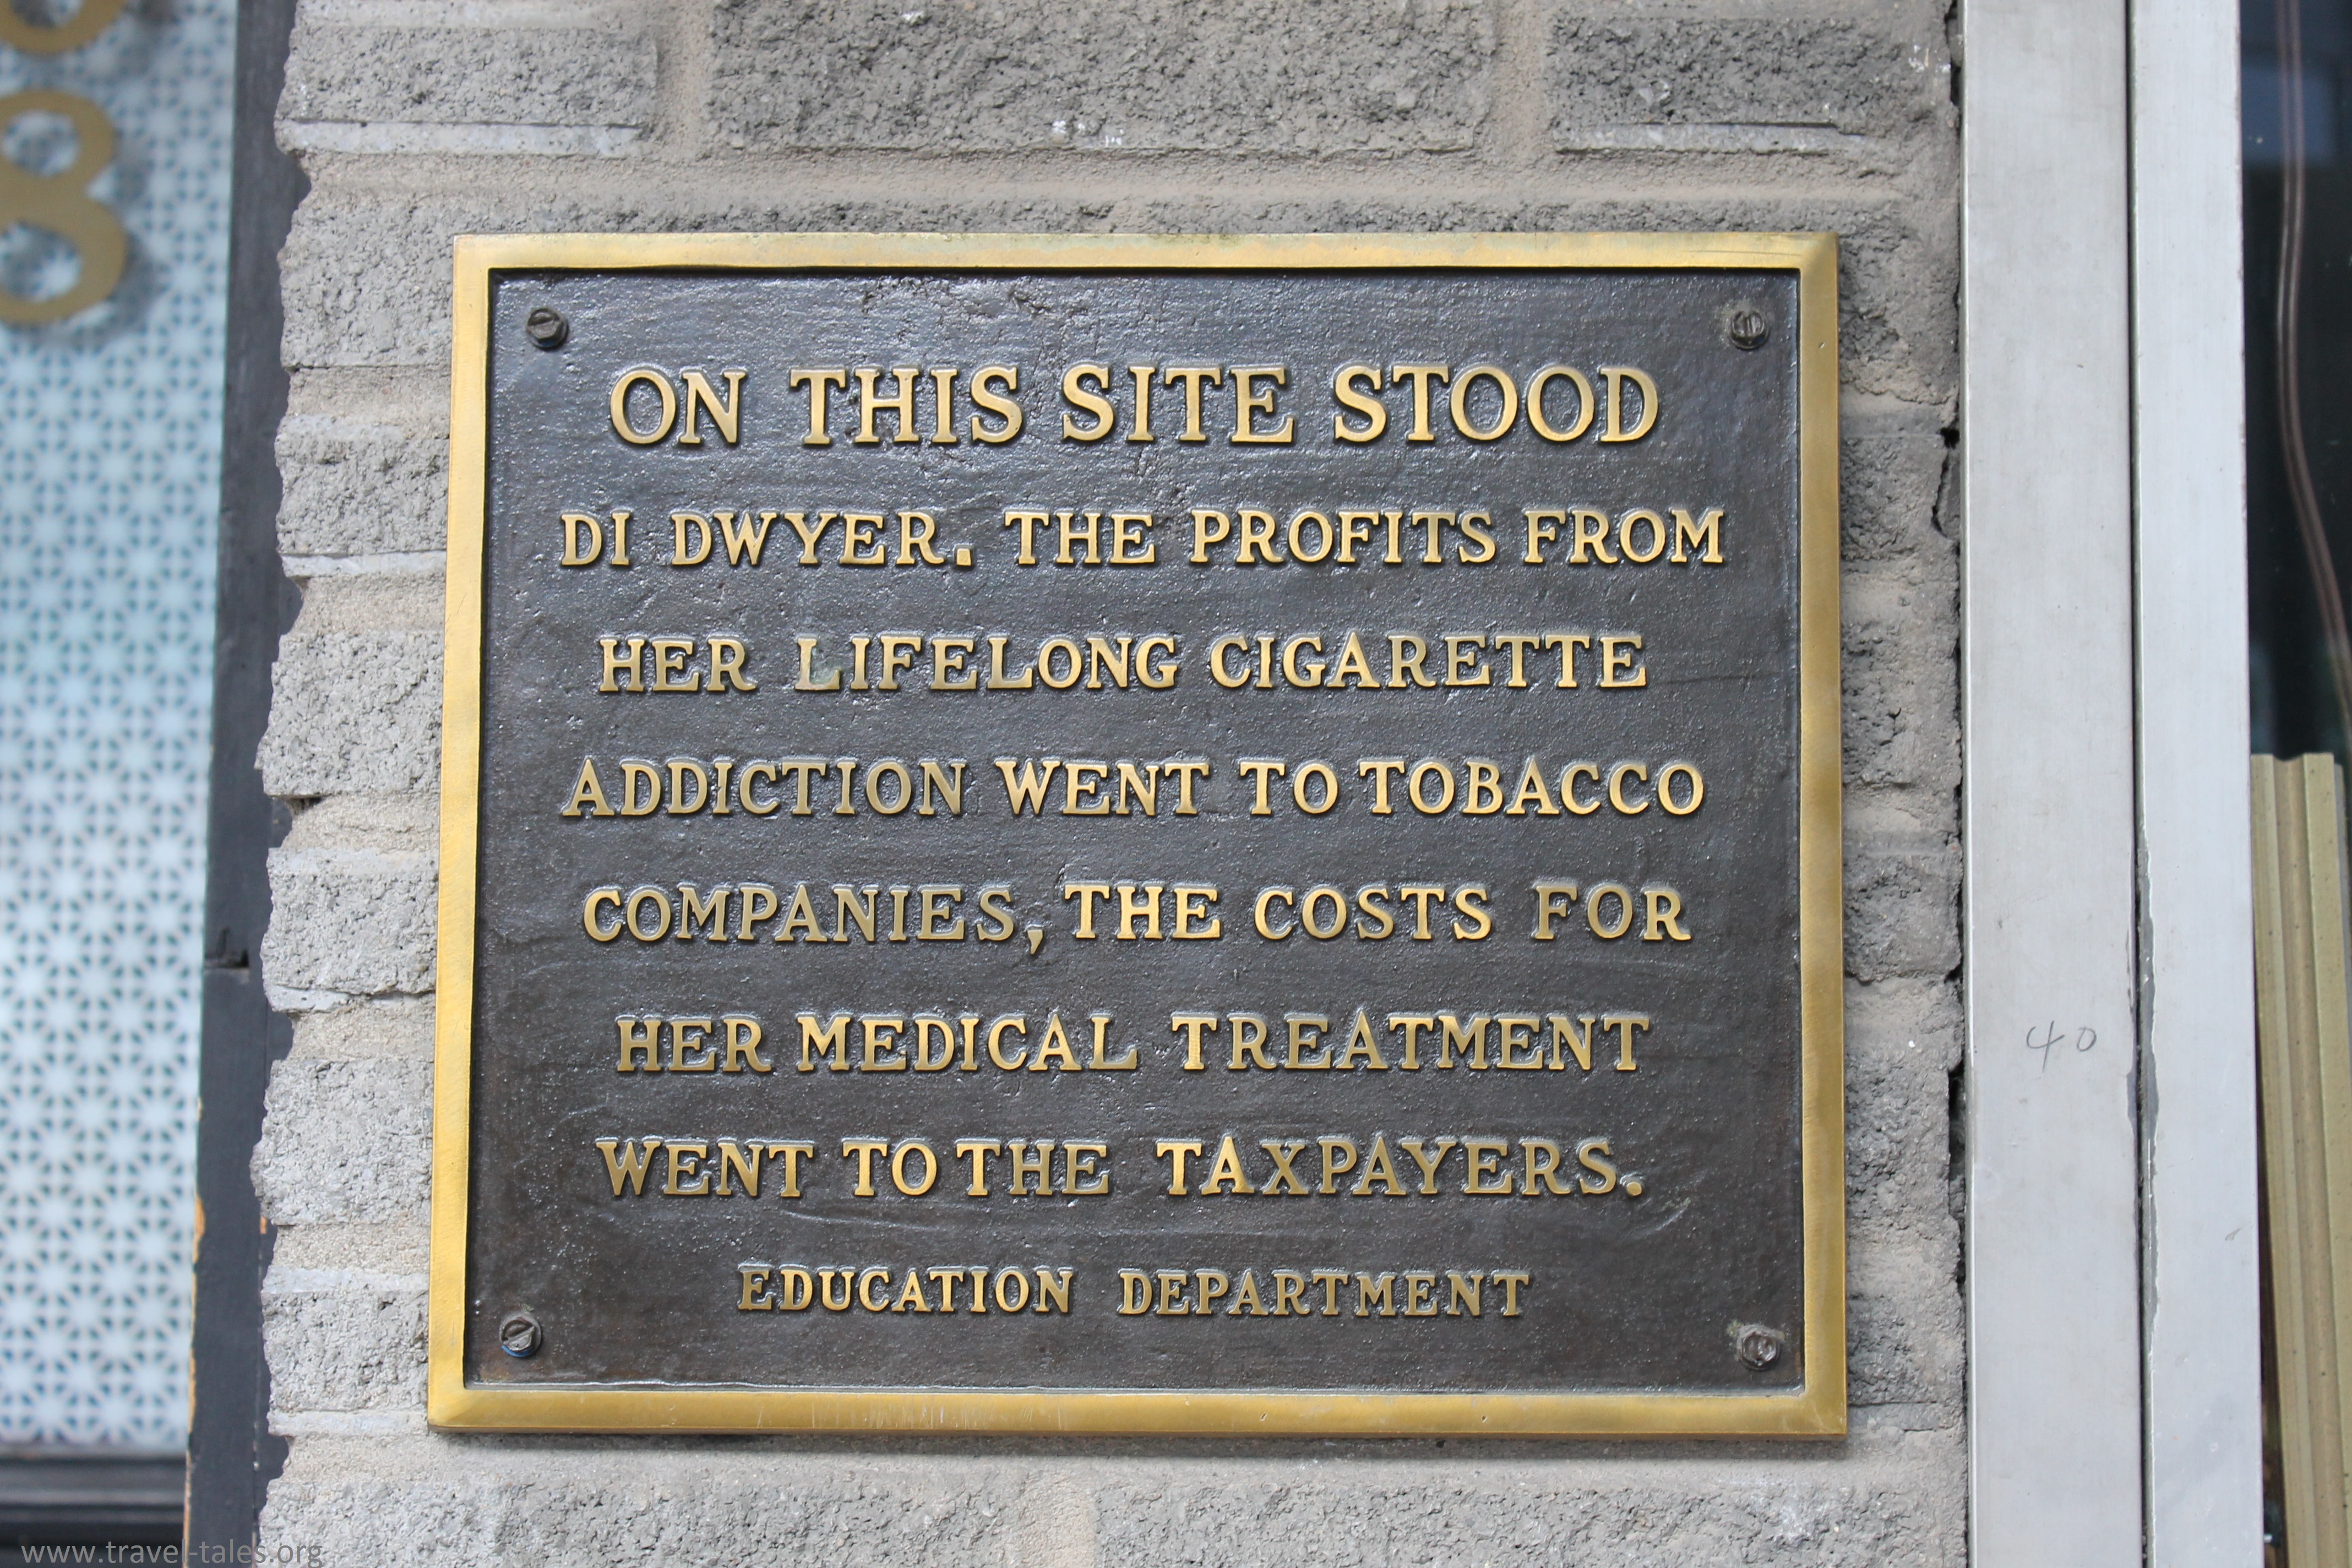 8
ON THIS SITE STOOD
DI DWYER. THE PROFITS FROM
HER LIFELONG CIGARETTE
ADDICTION WENT TO TOBACCO
COMPANIES, THE COSTS FOR
HER MEDICAL TREATMENT
WENT TO THE TAXPAYERS.
EDUCATION DEPARTMENT
40
www.travel-tales.org